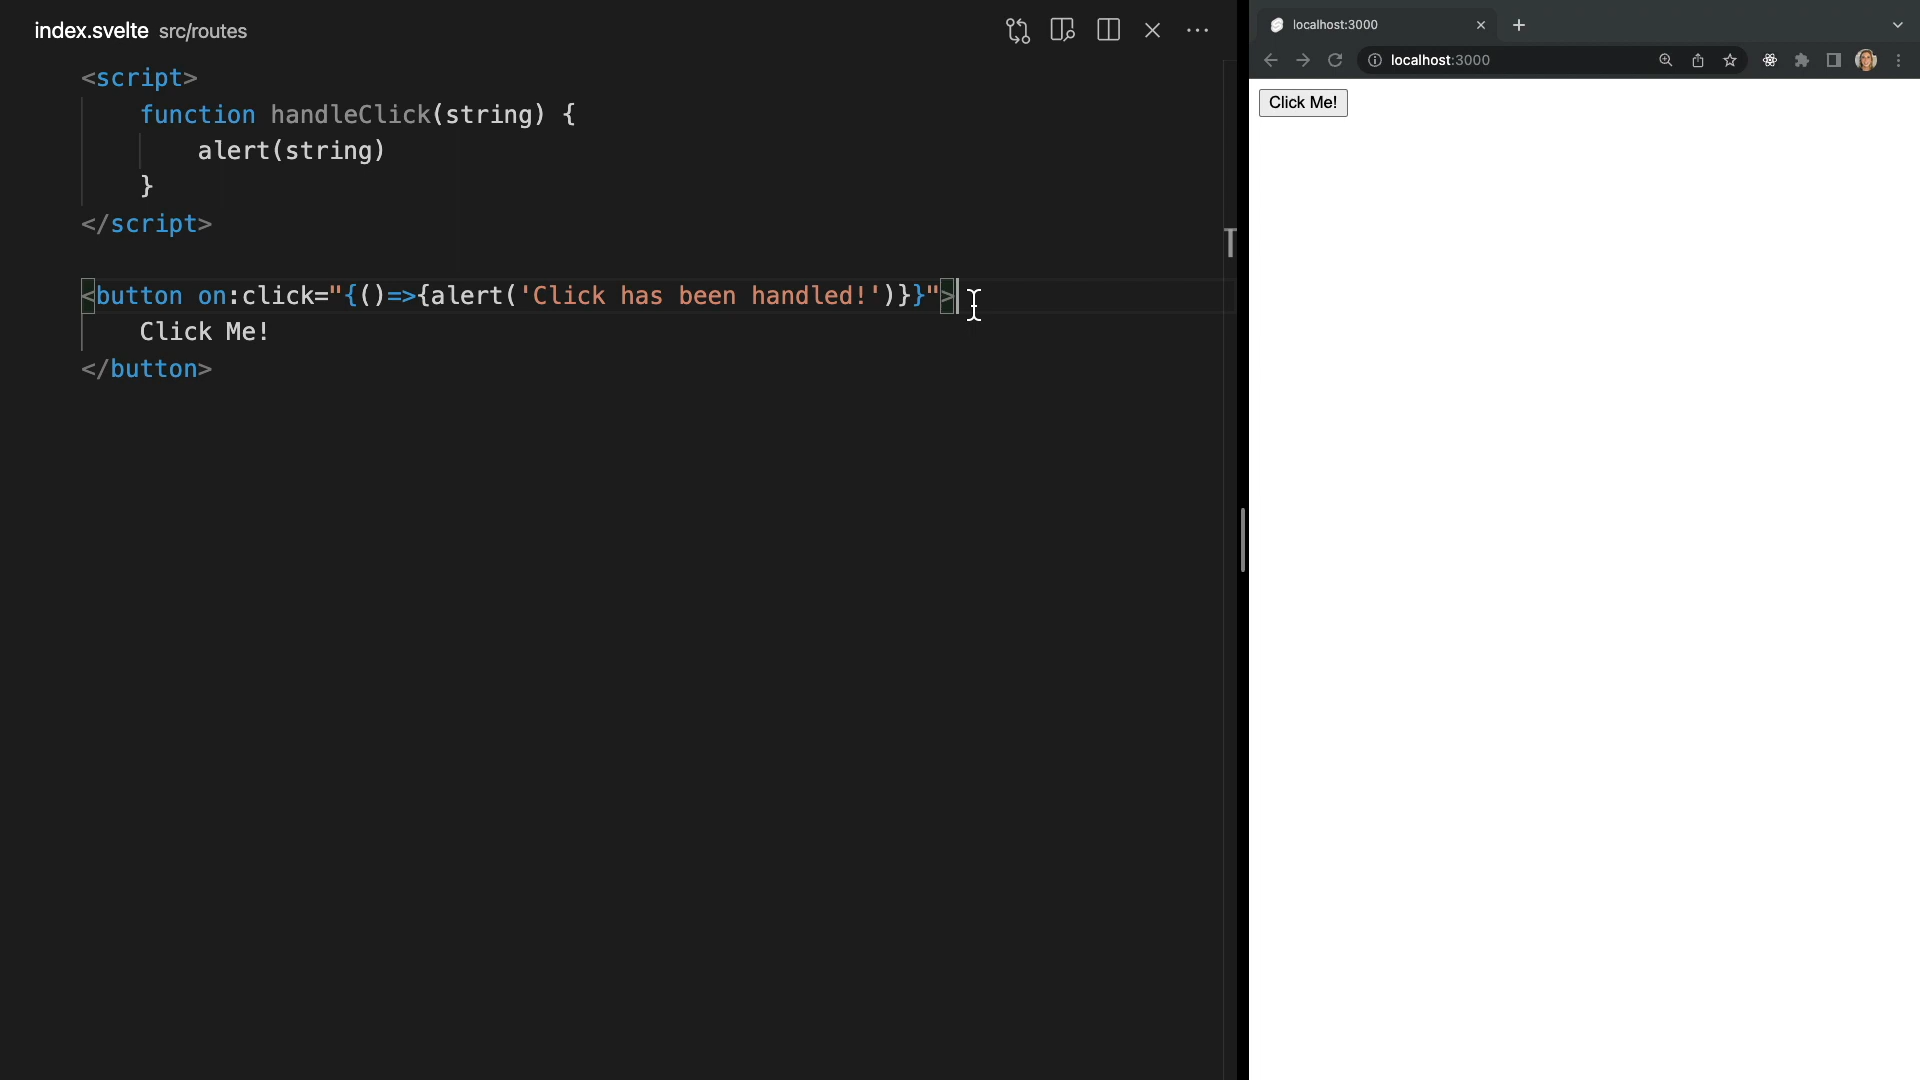 index.svelte src/routes
<script>
function handleClick(string) {
alert(string)
}
</script>
<button on:click="{()=>{alert('Click has been handled!')}}">
Click Me!
</button>
localhost:3000
localhost:3000
Click Me!